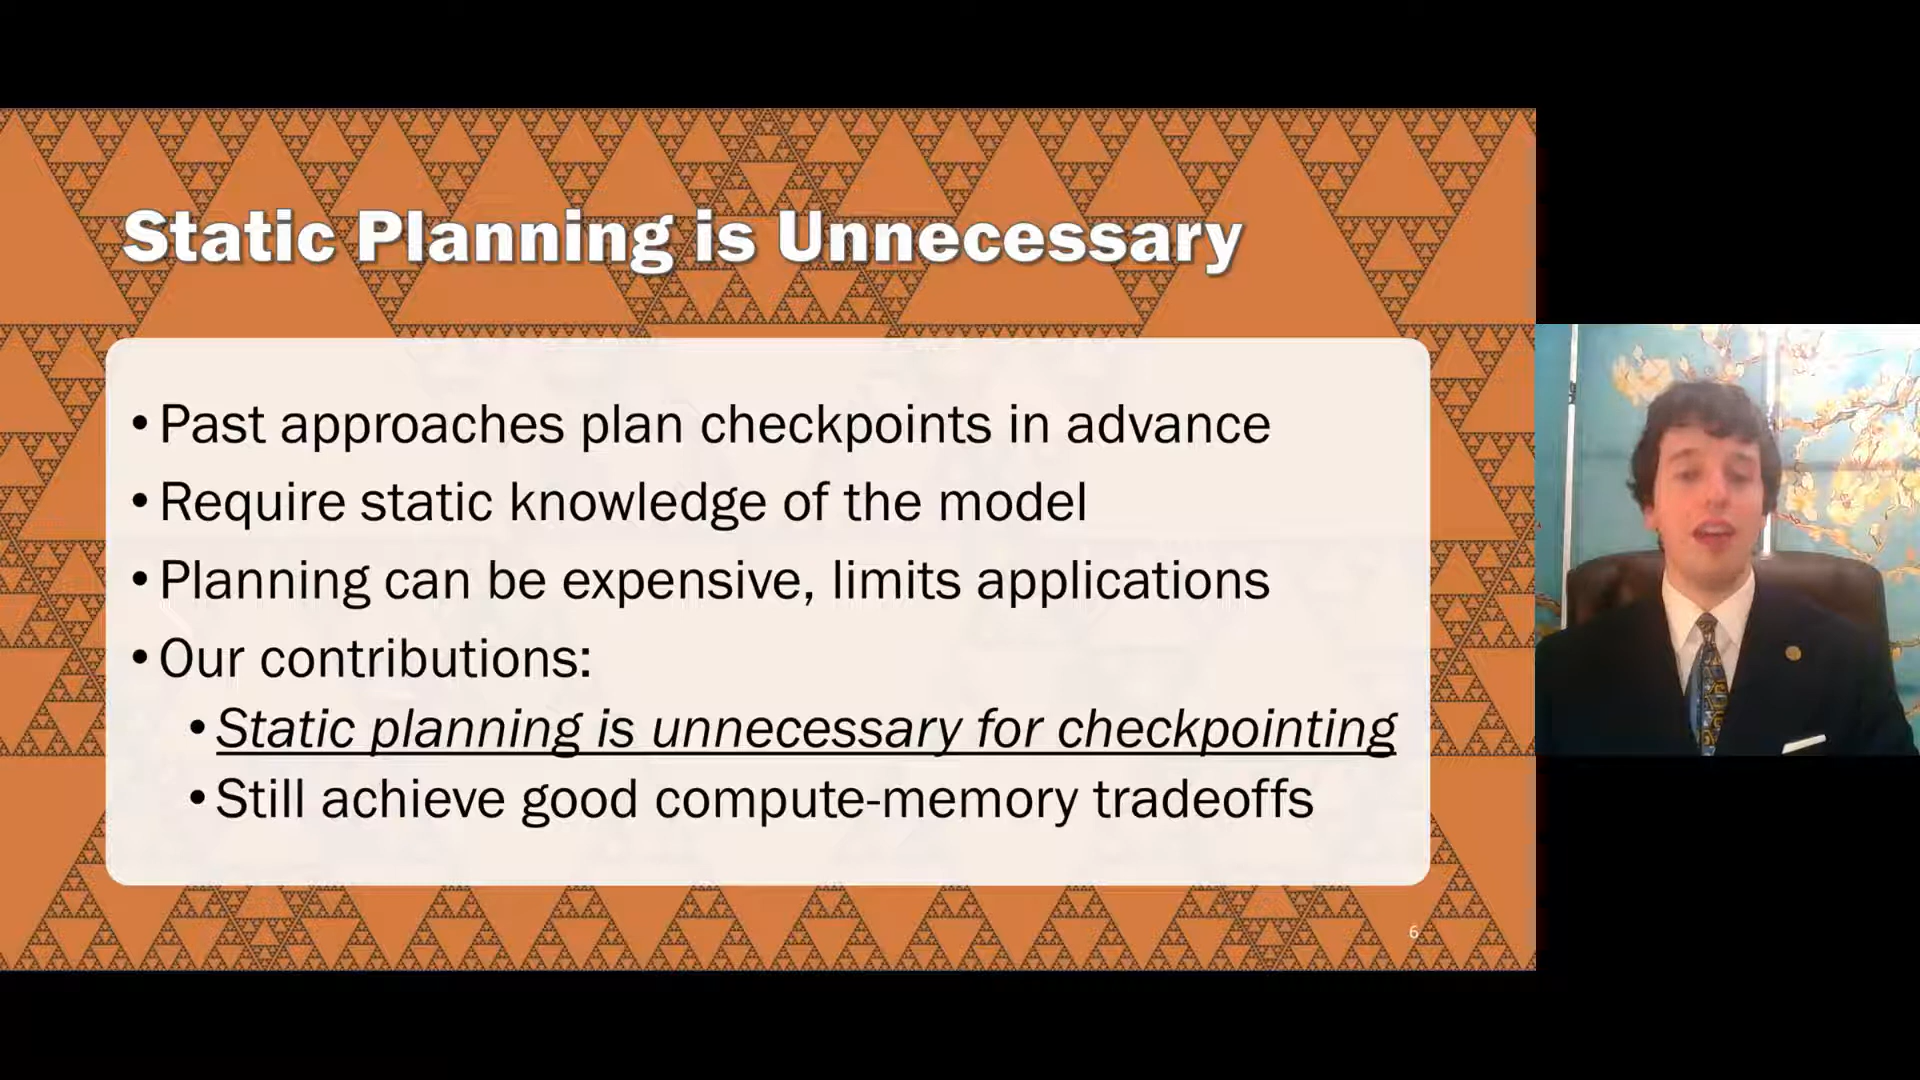 Static Planning is Unnecessary
• Past approaches plan checkpoints in advance
• Require static knowledge of the model
• Planning can be expensive, limits applications
• Our contributions:
• Static planning is unnecessary for checkpointing
• Still achieve good compute-memory tradeoffs
6